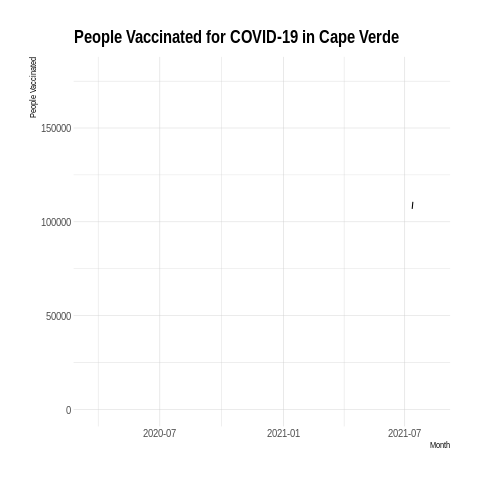 People Vaccinated for COVID-19 in Cape Verde
People Vaccinated
150000
100000
50000
0
2020-07 2021-01 2021-07
Month